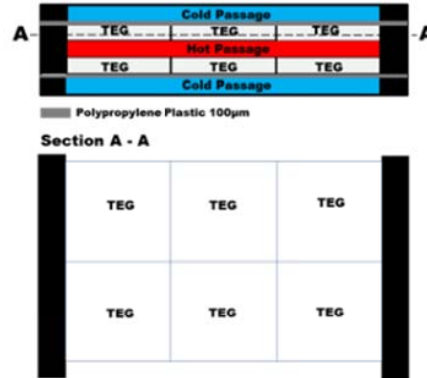 Cold Passage
A TEG TEG TEG A
Hot Passage
TEG TEG TEG
Cold Passage
Polypropylene Plastic 100µm
Section A - A
TEG TEG TEG
TEG TEG TEG